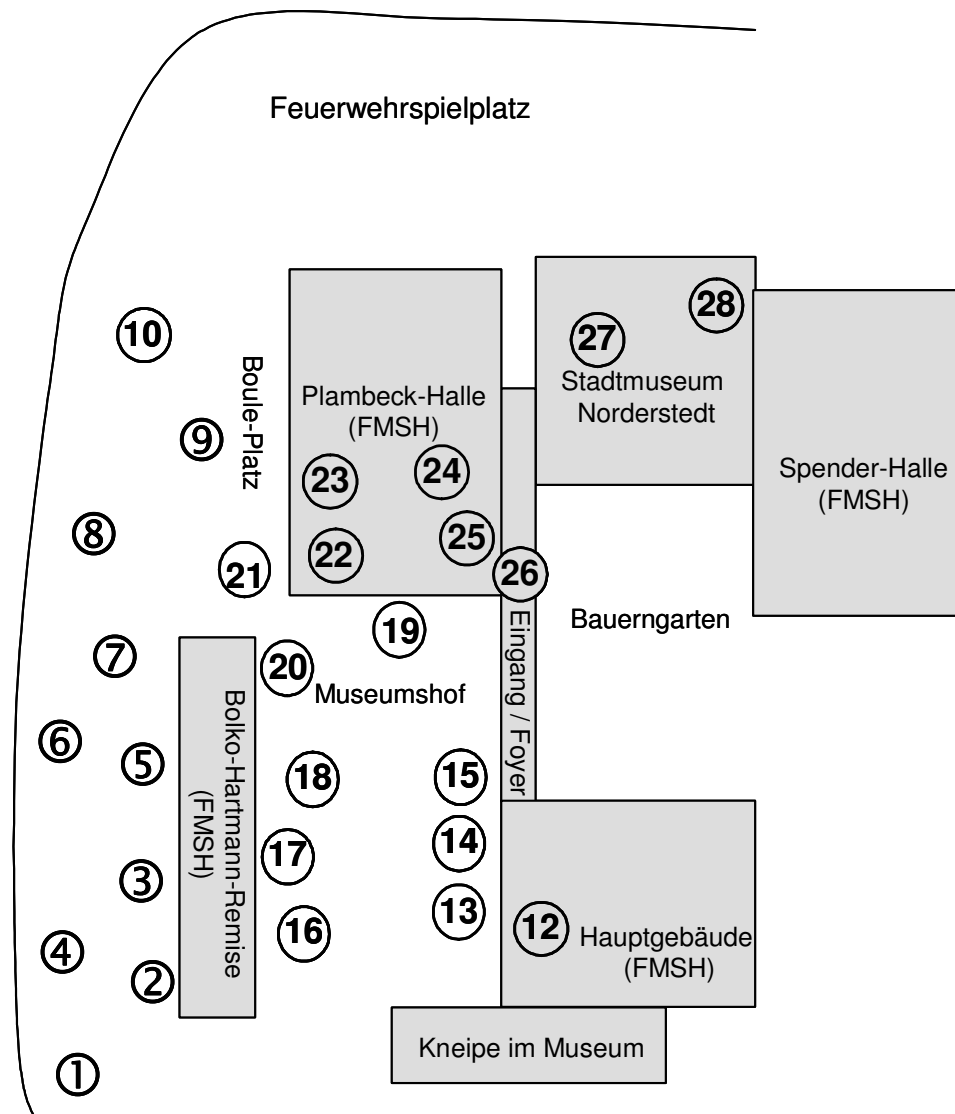 Feuerwehrspielplatz
28
10
27
Boule-Platz
Plambeck-Halle
(FMSH)
Stadtmuseum
Norderstedt
9
24
23
Spender-Halle
(FMSH)
8
25
22
21
26
Bauerngarten
19
7
20
Museumshof
Eingang / Foyer
6
5
18
15
Bolko-Hartmann-Remise
(FMSH)
14
17
3
13
16
12
Hauptgebäude
(FMSH)
4
2
Kneipe im Museum
1